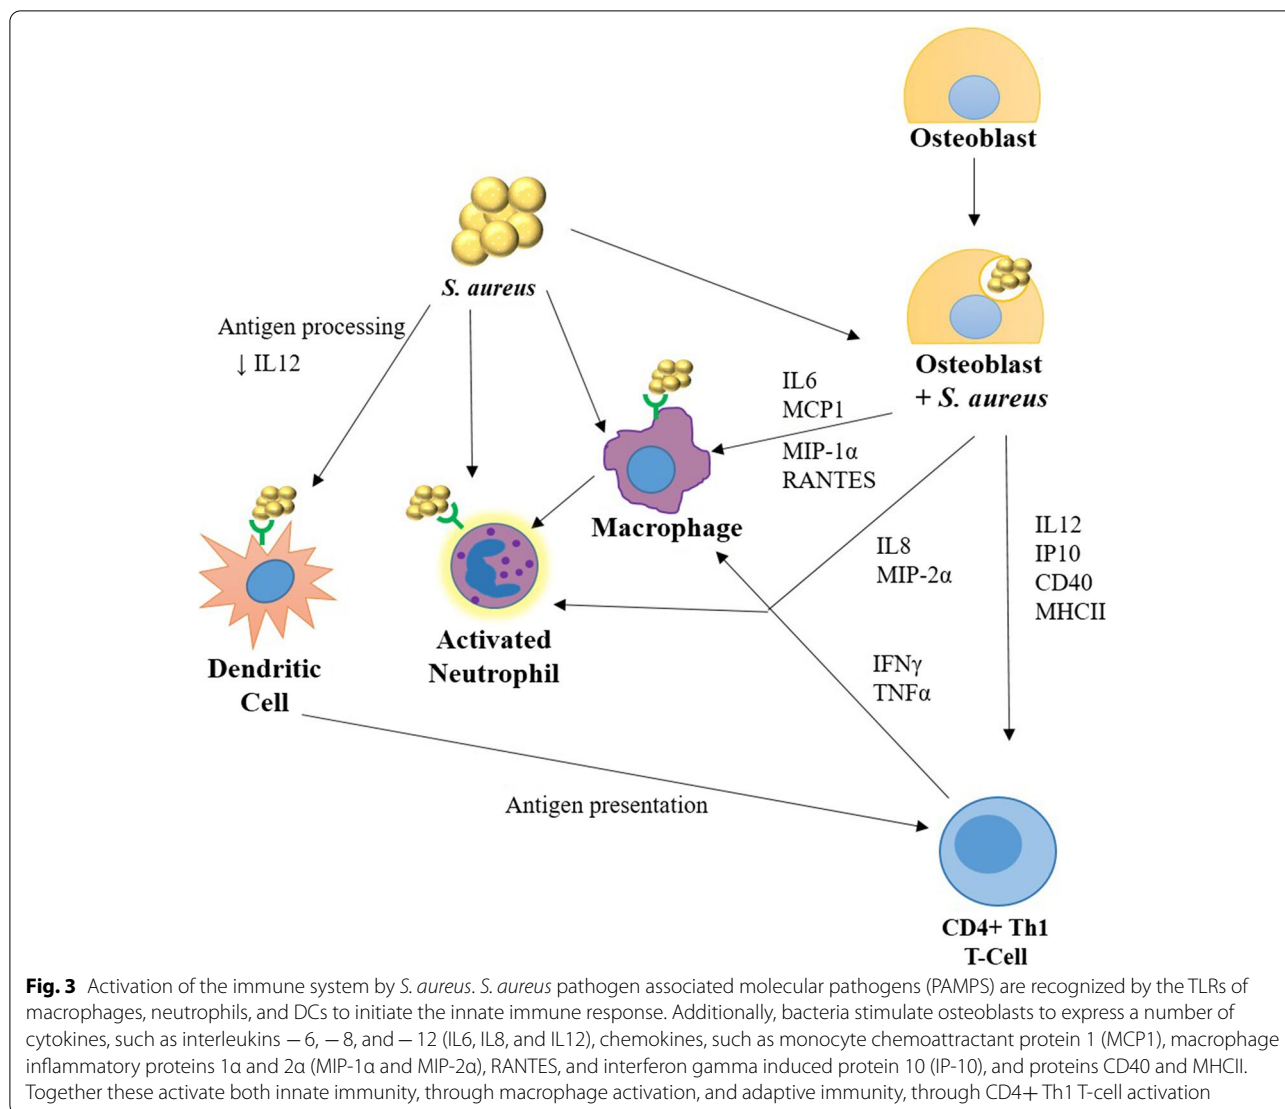 Osteoblast
S. aureus
Antigen processing
↓ IL12
Osteoblast
+ S. aureus
IL6
MCP1
MIP-1α
RANTES
Macrophage
IL8
MIP-2α
IL12
IP10
CD40
MHCII
Activated
Neutrophil
Dendritic
Cell
IFNγ
TNFα
Antigen presentation
CD4+ Th1
T-Cell
Fig. 3 Activation of the immune system by S. aureus. S. aureus pathogen associated molecular pathogens (PAMPS) are recognized by the TLRs of
macrophages, neutrophils, and DCs to initiate the innate immune response. Additionally, bacteria stimulate osteoblasts to express a number of
cytokines, such as interleukins −6, −8, and −12 (IL6, IL8, and IL12), chemokines, such as monocyte chemoattractant protein 1 (MCP1), macrophage
inflammatory proteins 1α and 2α (MIP-1α and MIP-2α), RANTES, and interferon gamma induced protein 10 (IP-10), and proteins CD40 and MHCII.
Together these activate both innate immunity, through macrophage activation, and adaptive immunity, through CD4+ Th1 T-cell activation